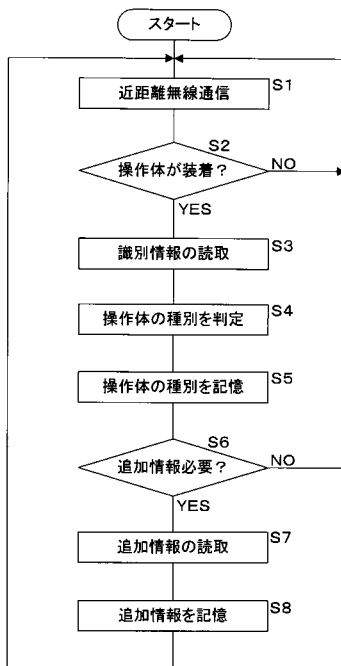 スタート
近距離無線通信
S1
S2
操作体が装着？
NO
YES
識別情報の読取
S3
操作体の種別を判定
S4
操作体の種別を記憶
S5
S6
追加情報必要？
NO
YES
追加情報の読取
S7
追加情報を記憶
S8